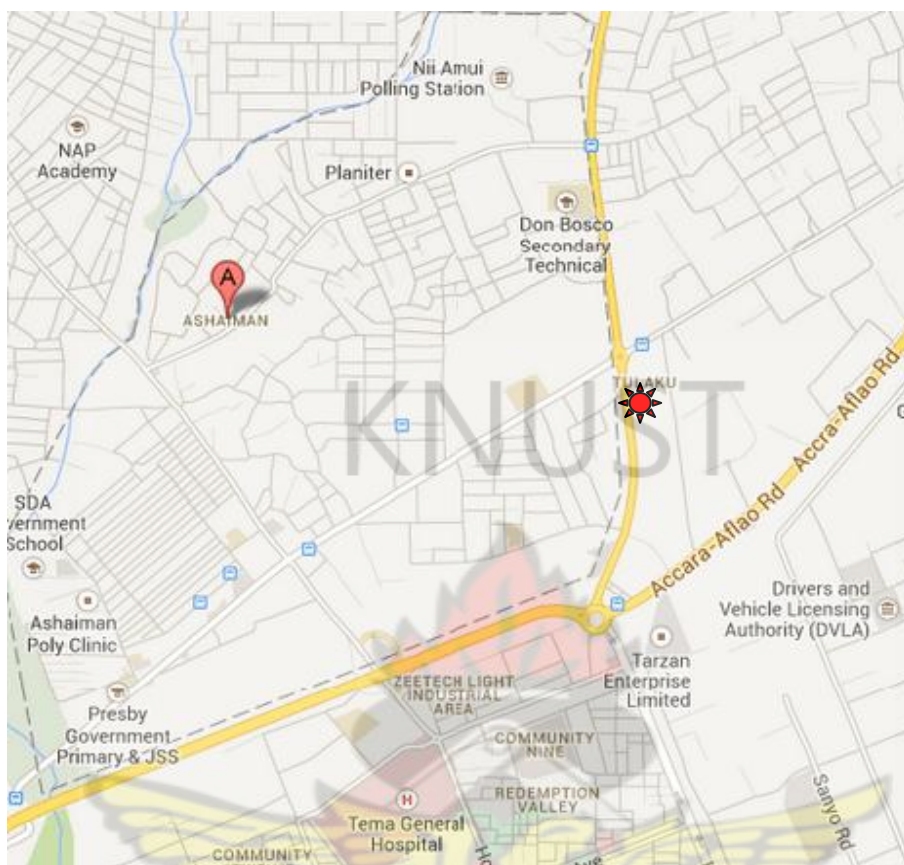 Nii Amui
Polling Station
NAP
Academy
Planiter
Don Bosco
Secondary
Technical
A
ASHAIMAN
TULAKU
KNUST
Accra-Aflao Rd
SDA
vernment
School
Accara-Aflao Rd
Ashaiman
Poly Clinic
Drivers and
Vehicle Licensing
Authority (DVLA)
Tarzan
Enterprise
Limited
ZEETECH LIGHT
INDUSTRIAL
AREA
Presby
Government
Primary & JSS
COMMUNITY
NINE
REDEMPTION
VALLEY
Sanyo Rd
H
Tema General
Hospital
COMMUNITY